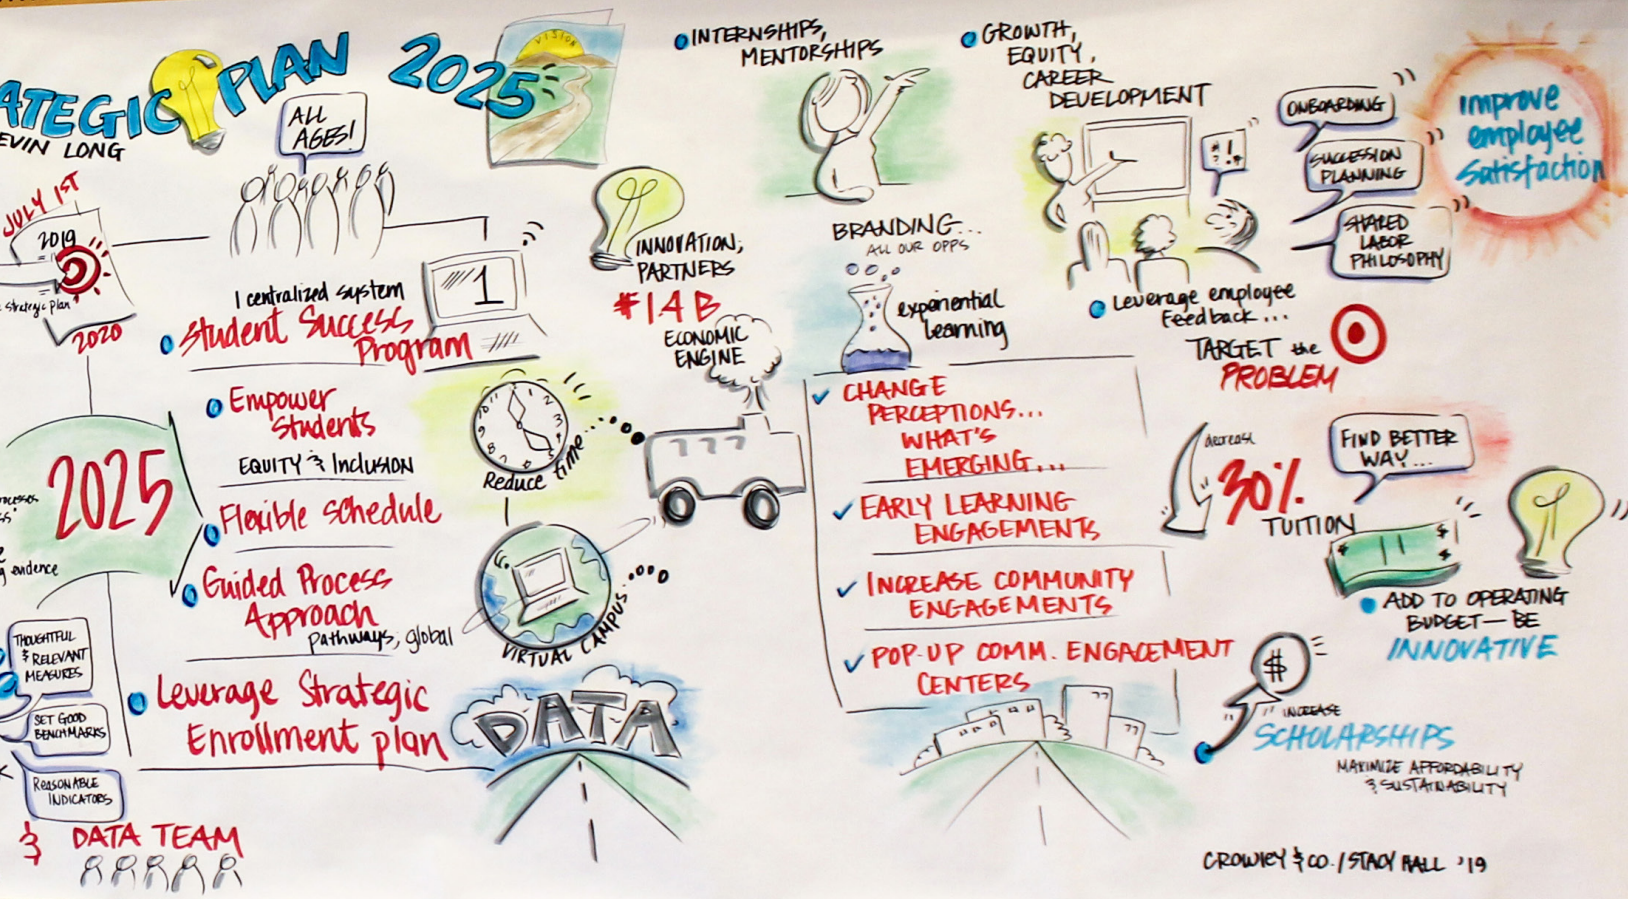 ATEGIC PLAN 2025
EVIN LONG
VISION
ALL
AGES!
JULY 1ST
2019
strategic plan
2020
1 centralized system
Student Success
Program
1
Empower
Students
EQUITY & Inclusion
Flexible schedule
Guided Process
Approach
pathways, global
Leverage Strategic
Enrollment plan
2025
g evidence
THOUGHTFUL
& RELEVANT
MEASURES
SET GOOD
BENCHMARKS
REASONABLE
INDICATORS
& DATA TEAM
INNOVATION,
PARTNERS
#14B
ECONOMIC
ENGINE
Reduce time...
VIRTUAL CAMPUS...
DATA
INTERNSHIPS,
MENTORSHIPS
BRANDING...
ALL OUR OPPS
experiential
learning
CHANGE
PERCEPTIONS...
WHAT'S
EMERGING...
EARLY LEARNING
ENGAGEMENTS
INCREASE COMMUNITY
ENGAGEMENTS
POP-UP COMM. ENGAGEMENT
CENTERS
GROWTH,
EQUITY,
CAREER
DEVELOPMENT
ONBOARDING
SUCCESSION
PLANNING
SHARED
LABOR
PHILOSOPHY
Improve
employee
satisfaction
Leverage employee
Feedback...
TARGET the
PROBLEM
decrease
30%
TUITION
FIND BETTER
WAY...
ADD TO OPERATING
BUDGET — BE
INNOVATIVE
$
INCREASE
SCHOLARSHIPS
MAXIMIZE AFFORDABILITY
& SUSTAINABILITY
CROWLEY & CO. / STACY HALL '19